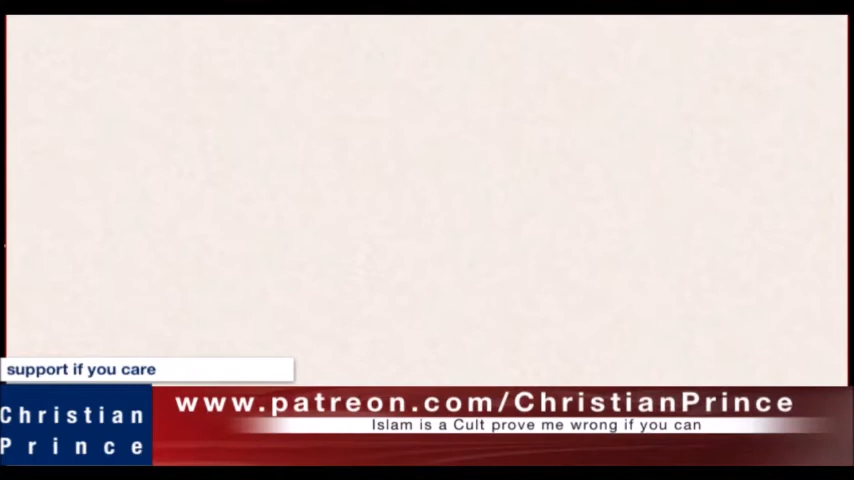 support if you care
Christian
Prince
www.patreon.com/ChristianPrince
Islam is a Cult prove me wrong if you can